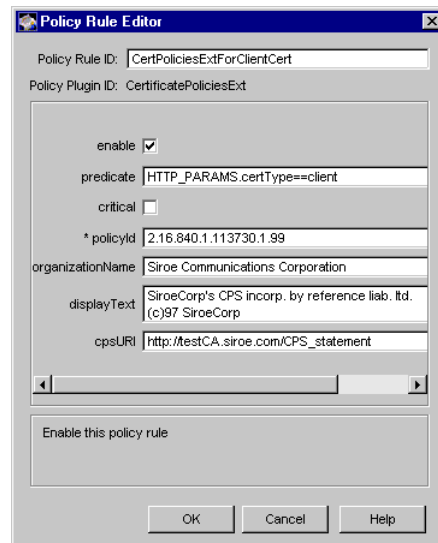 Policy Rule Editor
Policy Rule ID: CertPoliciesExtForClientCert
Policy Plugin ID: CertificatePoliciesExt
enable
predicate HTTP_PARAMS.certType==client
critical
* policyId 2.16.840.1.113730.1.99
organizationName Siroe Communications Corporation
displayText SiroeCorp's CPS incorp. by reference liab. ltd.
(c)97 SiroeCorp
cpsURI http://testCA.siroe.com/CPS_statement
Enable this policy rule
OK Cancel Help